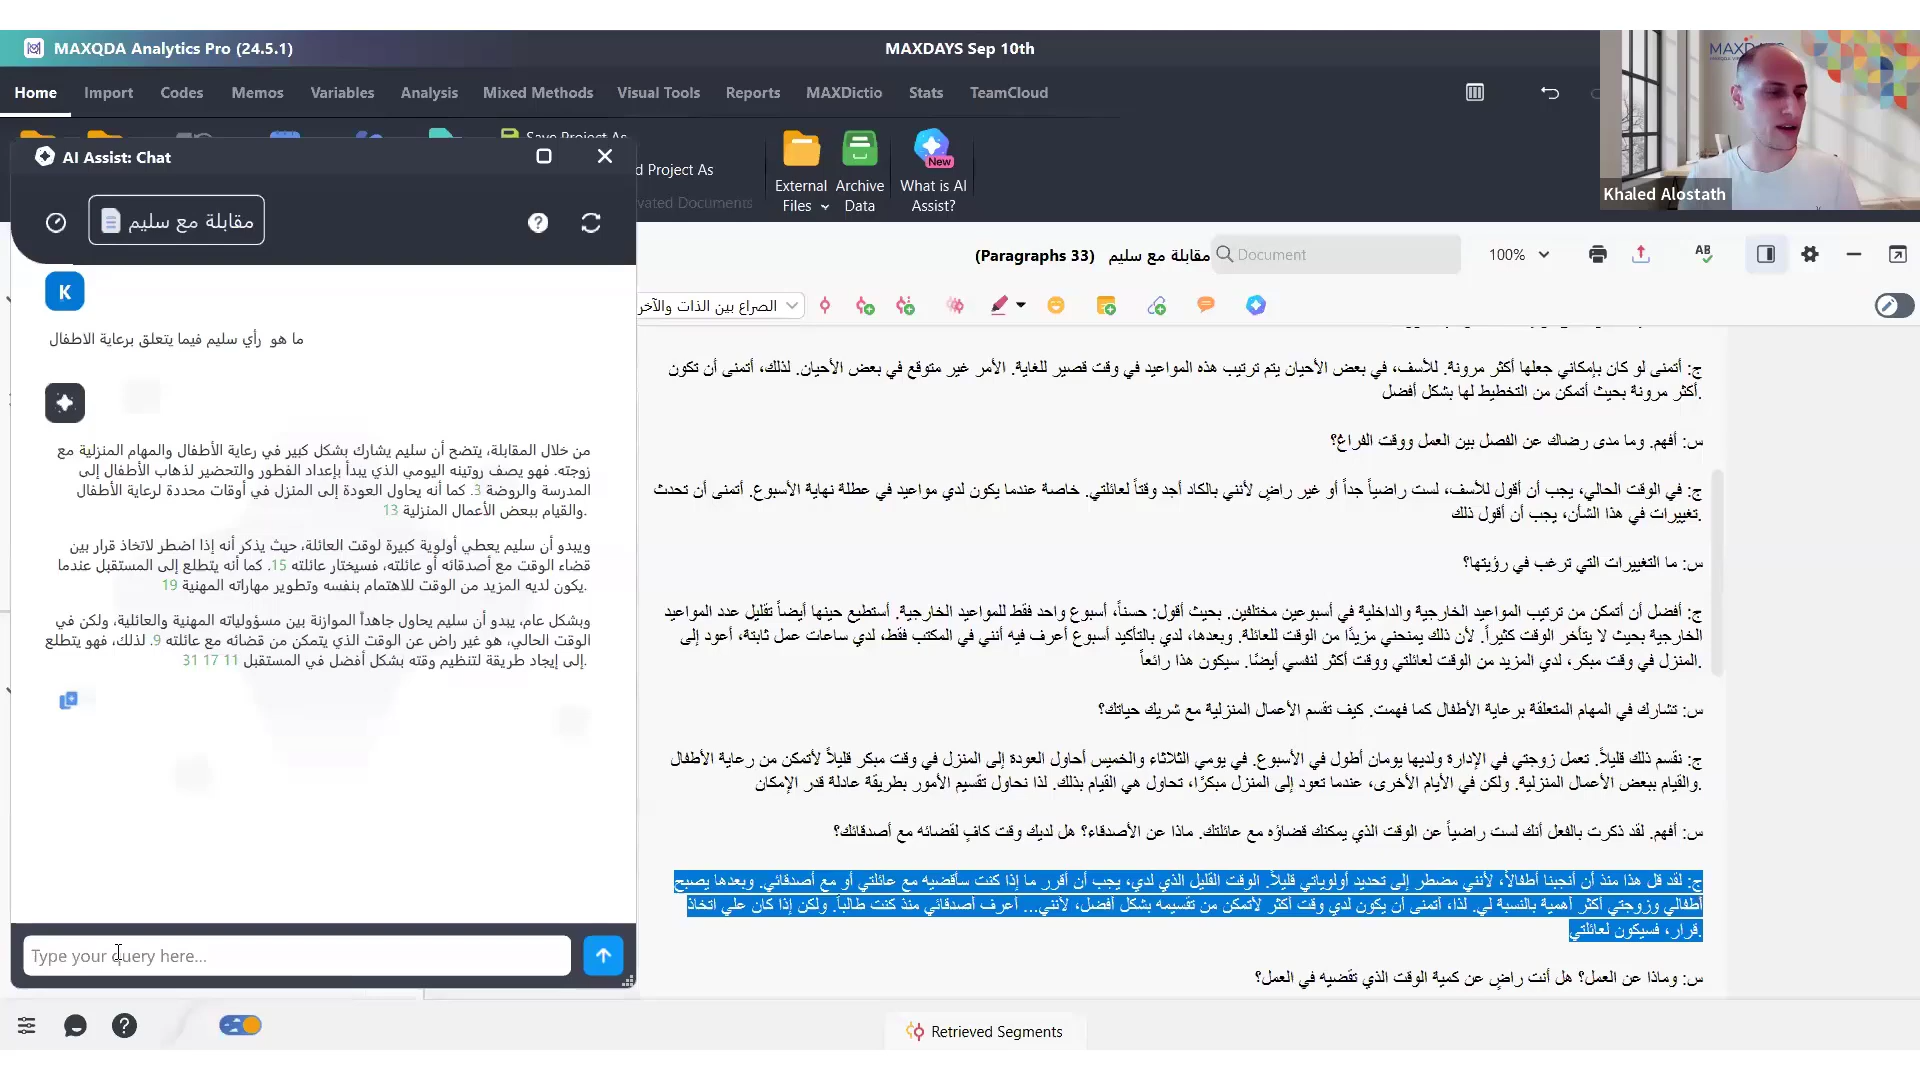 MAXQDA Analytics Pro (24.5.1)
MAXDAYS Sep 10th
Home Import Codes Memos Variables Analysis Mixed Methods Visual Tools Reports MAXDictio Stats TeamCloud
Save Project As
d Project As
vated Documents
External Files
Archive Data
New
What is AI Assist?
Khaled Alostath
AI Assist: Chat
مقابلة مع سليم
K
ما هو رأي سليم فيما يتعلق برعاية الاطفال
من خلال المقابلة، يتضح أن سليم يشارك بشكل كبير في رعاية الأطفال والمهام المنزلية مع
زوجته. فهو يصف روتينه اليومي الذي يبدأ بإعداد الفطور والتحضير لذهاب الأطفال إلى
المدرسة والروضة 3. كما أنه يحاول العودة إلى المنزل في أوقات محددة لرعاية الأطفال
.والقيام ببعض الأعمال المنزلية 13
ويبدو أن سليم يعطي أولوية كبيرة لوقت العائلة، حيث يذكر أنه إذا اضطر لاتخاذ قرار بين
قضاء الوقت مع أصدقائه أو عائلته، فسيختار عائلته 15. كما أنه يتطلع إلى المستقبل عندما
.يكون لديه المزيد من الوقت للاهتمام بنفسه وتطوير مهاراته المهنية 19
وبشكل عام، يبدو أن سليم يحاول جاهداً الموازنة بين مسؤولياته المهنية والعائلية، ولكن في
الوقت الحالي، هو غير راض عن الوقت الذي يتمكن من قضائه مع عائلته 9. لذلك، فهو يتطلع
.إلى إيجاد طريقة لتنظيم وقته بشكل أفضل في المستقبل 11 17 31
Type your query here...
مقابلة مع سليم (Paragraphs 33)
Document
100%
AB
الصراع بين الذات والآخر
ج: أتمنى لو كان بإمكاني جعلها أكثر مرونة. للأسف، في بعض الأحيان يتم ترتيب هذه المواعيد في وقت قصير للغاية. الأمر غير متوقع في بعض الأحيان. لذلك، أتمنى أن تكون
.أكثر مرونة بحيث أتمكن من التخطيط لها بشكل أفضل
س: أفهم. وما مدى رضاك عن الفصل بين العمل ووقت الفراغ؟
ج: في الوقت الحالي، يجب أن أقول للأسف، لست راضياً جداً أو غير راضٍ لأنني بالكاد أجد وقتاً لعائلتي. خاصة عندما يكون لدي مواعيد في عطلة نهاية الأسبوع. أتمنى أن تحدث
.تغييرات في هذا الشأن، يجب أن أقول ذلك
س: ما التغييرات التي ترغب في رؤيتها؟
ج: أفضل أن أتمكن من ترتيب المواعيد الخارجية والداخلية في أسبوعين مختلفين. بحيث أقول: حسناً، أسبوع واحد فقط للمواعيد الخارجية. أستطيع حينها أيضاً تقليل عدد المواعيد
الخارجية بحيث لا يتأخر الوقت كثيراً. لأن ذلك يمنحني مزيدًا من الوقت للعائلة. وبعدها، لدي بالتأكيد أسبوع أعرف فيه أنني في المكتب فقط، لدي ساعات عمل ثابتة، أعود إلى
.المنزل في وقت مبكر، لدي المزيد من الوقت لعائلتي ووقت أكثر لنفسي أيضًا. سيكون هذا رائعاً
س: تشارك في المهام المتعلقة برعاية الأطفال كما فهمت. كيف تقسم الأعمال المنزلية مع شريك حياتك؟
ج: نقسم ذلك قليلاً. تعمل زوجتي في الإدارة ولديها يومان أطول في الأسبوع. في يومي الثلاثاء والخميس أحاول العودة إلى المنزل في وقت مبكر قليلاً لأتمكن من رعاية الأطفال
.والقيام ببعض الأعمال المنزلية. ولكن في الأيام الأخرى، عندما تعود إلى المنزل مبكرًا، تحاول هي القيام بذلك. لذا نحاول تقسيم الأمور بطريقة عادلة قدر الإمكان
س: أفهم. لقد ذكرت بالفعل أنك لست راضياً عن الوقت الذي يمكنك قضاؤه مع عائلتك. ماذا عن الأصدقاء؟ هل لديك وقت كافٍ لقضائه مع أصدقائك؟
ج: لقد قل هذا منذ أن أنجبنا أطفالاً، لأنني مضطر إلى تحديد أولوياتي قليلاً. الوقت القليل الذي لدي، يجب أن أقرر ما إذا كنت سأقضيه مع عائلتي أو مع أصدقائي. وبعدها يصبح
أطفالي وزوجتي أكثر أهمية بالنسبة لي. لذا، أتمنى أن يكون لدي وقت أكثر لأتمكن من تقسيمه بشكل أفضل، لأنني... أعرف أصدقائي منذ كنت طالباً. ولكن إذا كان علي اتخاذ
.قرار، فسيكون لعائلتي
س: وماذا عن العمل؟ هل أنت راضٍ عن كمية الوقت الذي تقضيه في العمل؟
Retrieved Segments